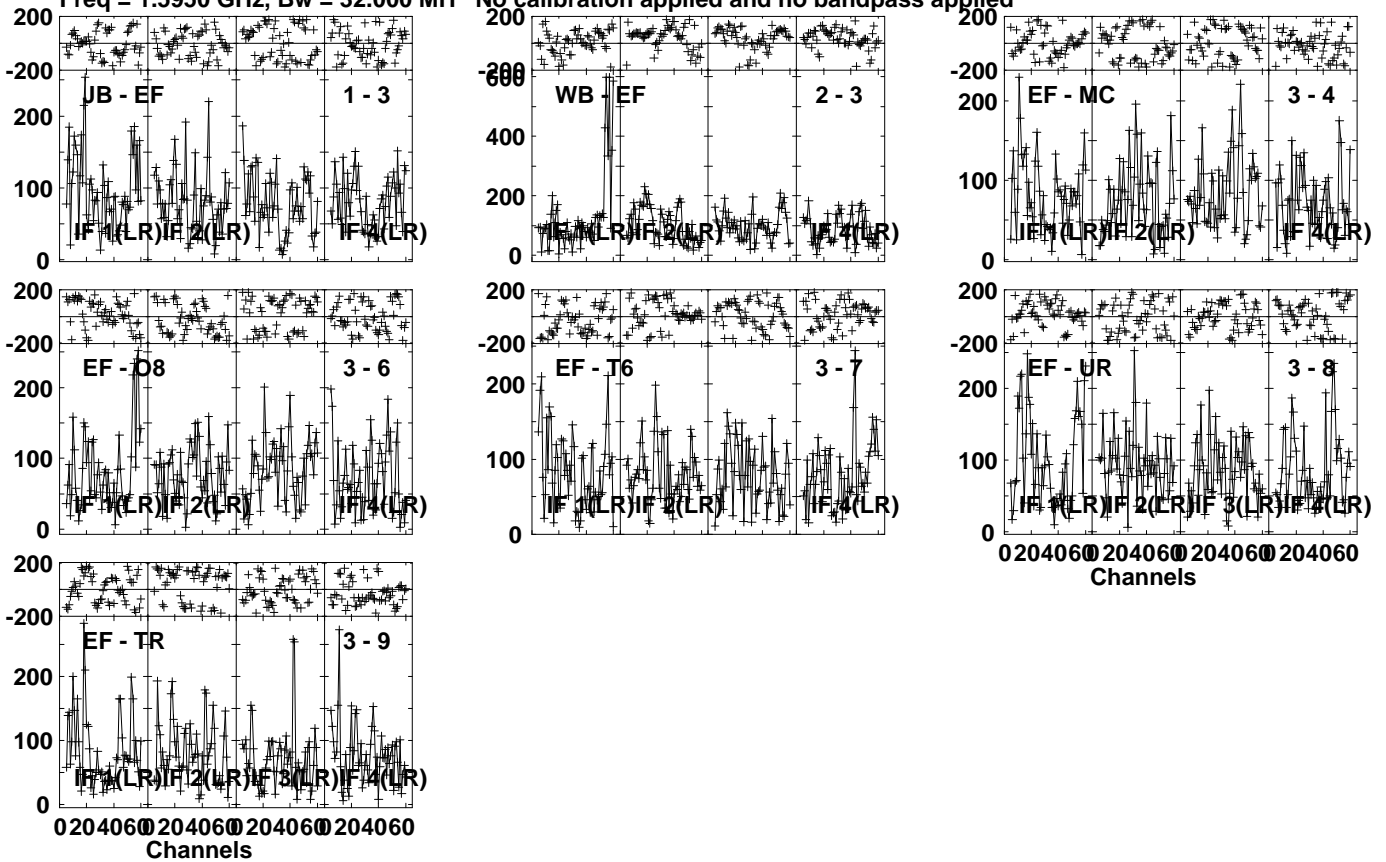 Freq = 1.5950 GHz, Bw = 32.000 MH No calibration applied and no bandpass applied
200
-200
JB - EF 1 - 3
200
100
0
IF 1(LR) IF 2(LR) IF 4(LR)
200
-200
600
WB - EF 2 - 3
400
200
0
IF 1(LR) IF 2(LR) IF 4(LR)
200
-200
EF - MC 3 - 4
200
100
0
IF 1(LR) IF 2(LR) IF 4(LR)
200
-200
EF - O8 3 - 6
200
100
0
IF 1(LR) IF 2(LR) IF 4(LR)
200
-200
EF - T6 3 - 7
200
100
0
IF 1(LR) IF 2(LR) IF 4(LR)
200
-200
EF - UR 3 - 8
200
100
0
IF 1(LR) IF 2(LR) IF 3(LR) IF 4(LR)
0 20 40 60 0 20 40 60 0 20 40 60 0 20 40 60
Channels
200
-200
EF - TR 3 - 9
200
100
0
IF 1(LR) IF 2(LR) IF 3(LR) IF 4(LR)
0 20 40 60 0 20 40 60 0 20 40 60 0 20 40 60
Channels